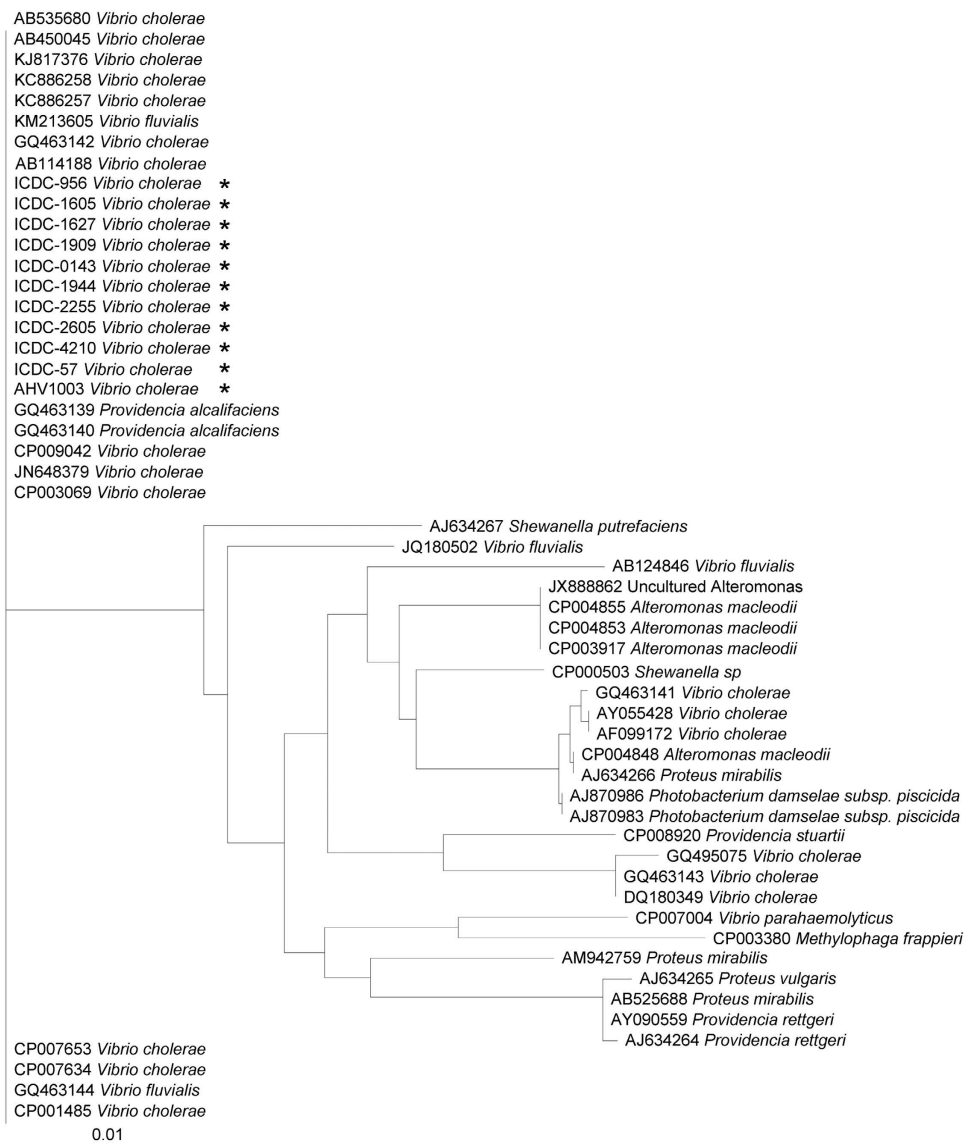 AB535680 Vibrio cholerae
AB450045 Vibrio cholerae
KJ817376 Vibrio cholerae
KC886258 Vibrio cholerae
KC886257 Vibrio cholerae
KM213605 Vibrio fluvialis
GQ463142 Vibrio cholerae
AB114188 Vibrio cholerae
ICDC-956 Vibrio cholerae *
ICDC-1605 Vibrio cholerae *
ICDC-1627 Vibrio cholerae *
ICDC-1909 Vibrio cholerae *
ICDC-0143 Vibrio cholerae *
ICDC-1944 Vibrio cholerae *
ICDC-2255 Vibrio cholerae *
ICDC-2605 Vibrio cholerae *
ICDC-4210 Vibrio cholerae *
ICDC-57 Vibrio cholerae *
AHV1003 Vibrio cholerae *
GQ463139 Providencia alcalifaciens
GQ463140 Providencia alcalifaciens
CP009042 Vibrio cholerae
JN648379 Vibrio cholerae
CP003069 Vibrio cholerae
AJ634267 Shewanella putrefaciens
JQ180502 Vibrio fluvialis
AB124846 Vibrio fluvialis
JX888862 Uncultured Alteromonas
CP004855 Alteromonas macleodii
CP004853 Alteromonas macleodii
CP003917 Alteromonas macleodii
CP000503 Shewanella sp
GQ463141 Vibrio cholerae
AY055428 Vibrio cholerae
AF099172 Vibrio cholerae
CP004848 Alteromonas macleodii
AJ634266 Proteus mirabilis
AJ870986 Photobacterium damselae subsp. piscicida
AJ870983 Photobacterium damselae subsp. piscicida
CP008920 Providencia stuartii
GQ495075 Vibrio cholerae
GQ463143 Vibrio cholerae
DQ180349 Vibrio cholerae
CP007004 Vibrio parahaemolyticus
CP003380 Methylophaga frappieri
AM942759 Proteus mirabilis
AJ634265 Proteus vulgaris
AB525688 Proteus mirabilis
AY090559 Providencia rettgeri
AJ634264 Providencia rettgeri
CP007653 Vibrio cholerae
CP007634 Vibrio cholerae
GQ463144 Vibrio fluvialis
CP001485 Vibrio cholerae
0.01